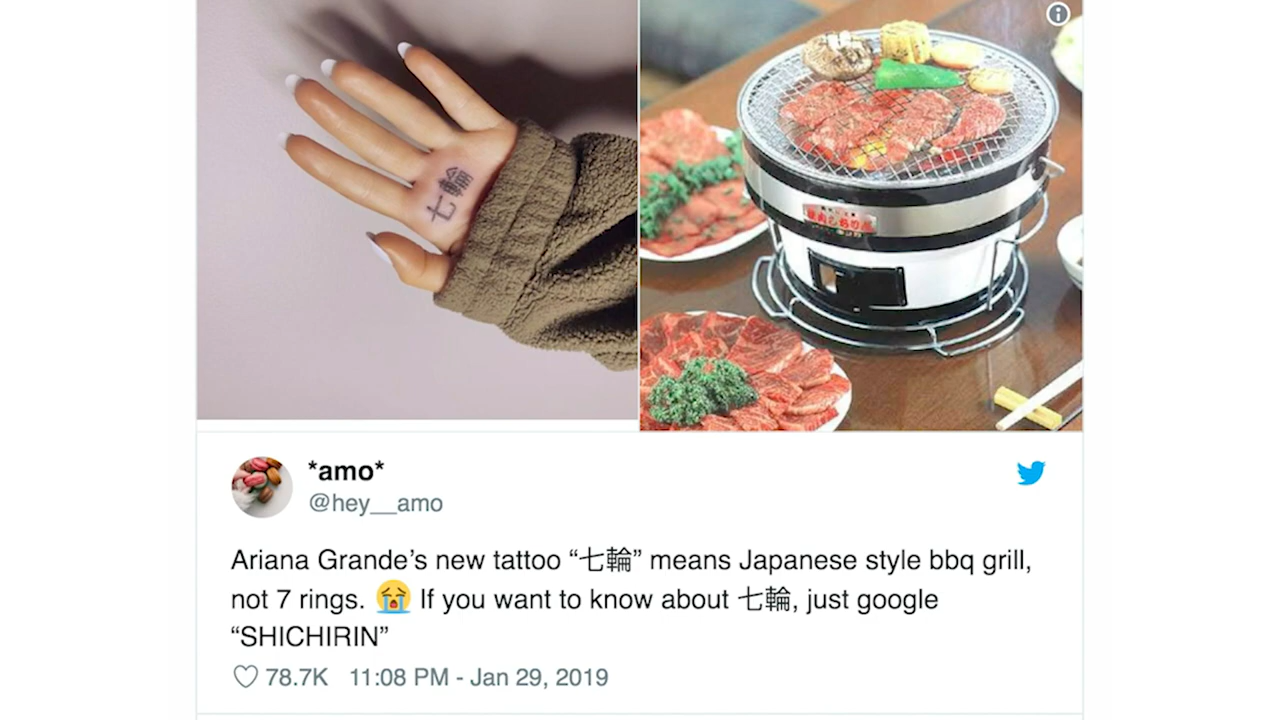 七輪
*amo*
@hey__amo
Ariana Grande’s new tattoo “七輪” means Japanese style bbq grill,
not 7 rings. 😭 If you want to know about 七輪, just google
“SHICHIRIN”
78.7K 11:08 PM - Jan 29, 2019